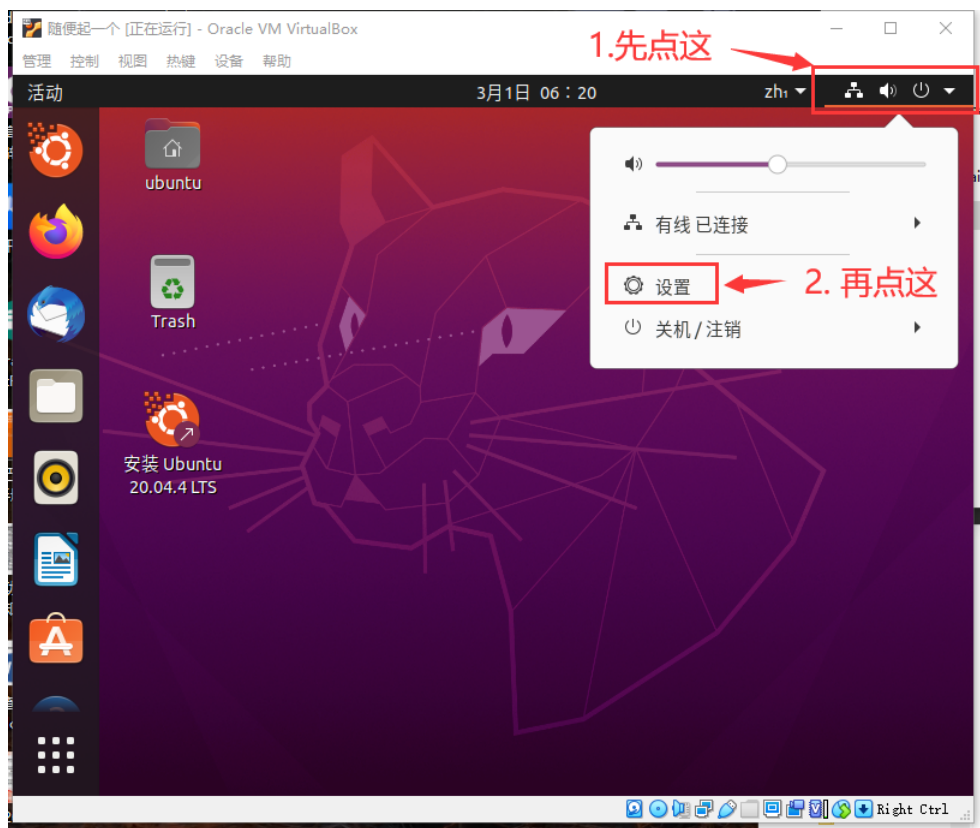 随便起一个 [正在运行] - Oracle VM VirtualBox
1.先点这
管理 控制 视图 热键 设备 帮助
活动
3月1日 06：20
zh₁
ubuntu
有线 已连接
设置
2. 再点这
Trash
关机 / 注销
安装 Ubuntu
20.04.4 LTS
Right Ctrl